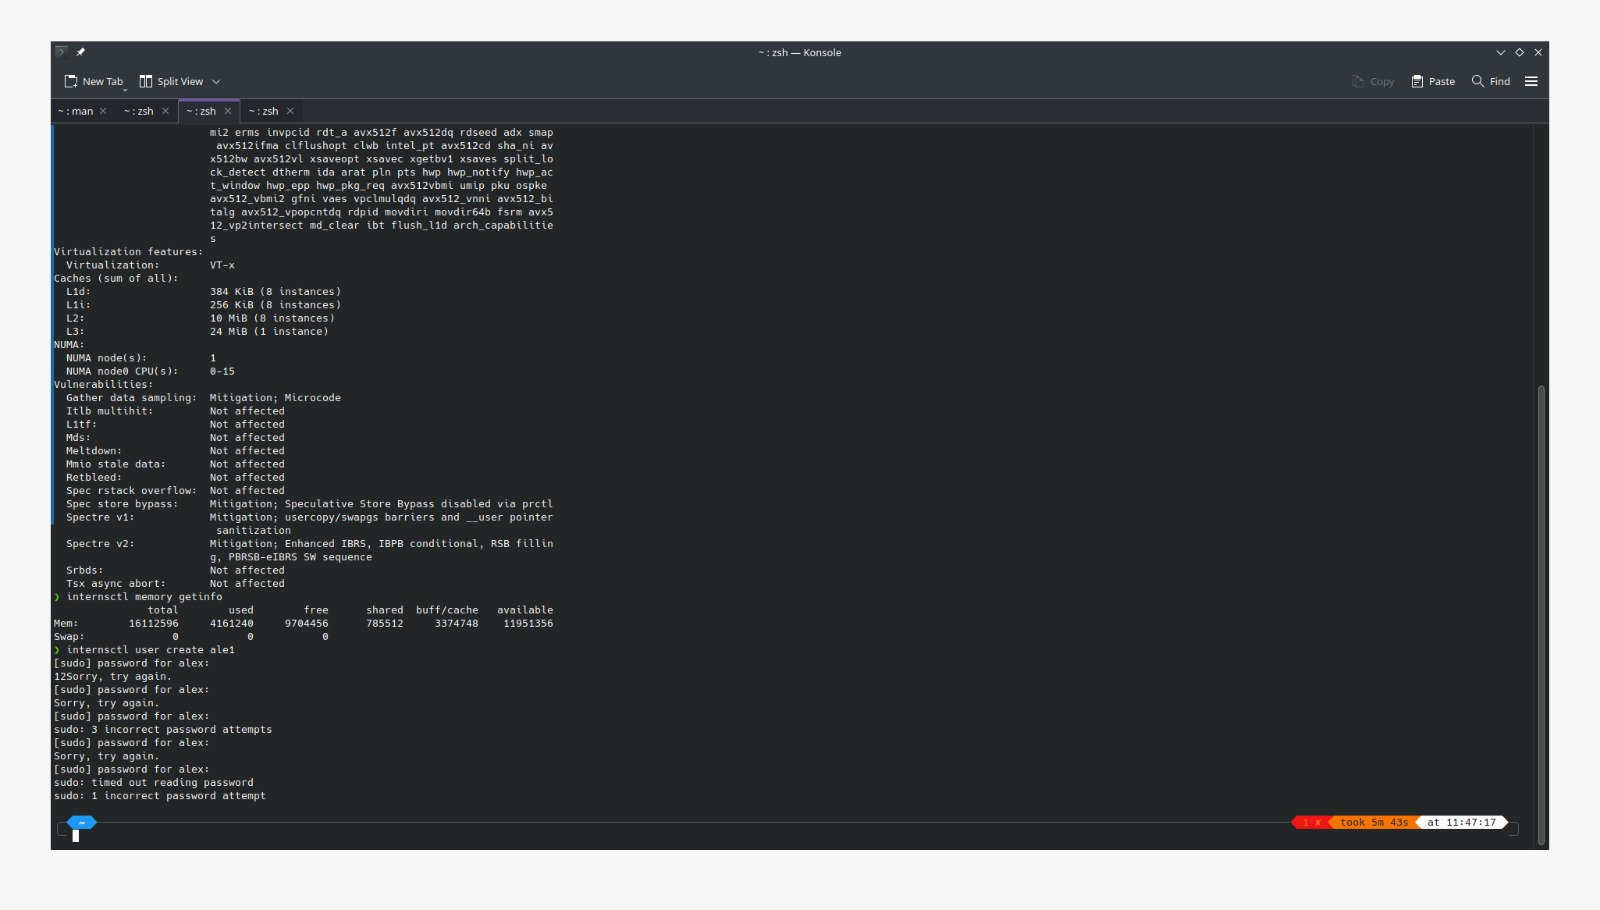 ~ : zsh — Konsole
New Tab Split View Copy Paste Find
~ : man ~ : zsh ~ : zsh ~ : zsh
mi2 erms invpcid rdt_a avx512f avx512dq rdseed adx smap
avx512ifma clflushopt clwb intel_pt avx512cd sha_ni av
x512bw avx512vl xsaveopt xsavec xgetbv1 xsaves split_lo
ck_detect dtherm ida arat pln pts hwp hwp_notify hwp_ac
t_window hwp_epp hwp_pkg_req avx512vbmi umip pku ospke
avx512_vbmi2 gfni vaes vpclmulqdq avx512_vnni avx512_bi
talg avx512_vpopcntdq rdpid movdiri movdir64b fsrm avx5
12_vp2intersect md_clear ibt flush_l1d arch_capabilitie
s
Virtualization features:
Virtualization: VT-x
Caches (sum of all):
L1d: 384 KiB (8 instances)
L1i: 256 KiB (8 instances)
L2: 10 MiB (8 instances)
L3: 24 MiB (1 instance)
NUMA:
NUMA node(s): 1
NUMA node0 CPU(s): 0-15
Vulnerabilities:
Gather data sampling: Mitigation; Microcode
Itlb multihit: Not affected
L1tf: Not affected
Mds: Not affected
Meltdown: Not affected
Mmio stale data: Not affected
Retbleed: Not affected
Spec rstack overflow: Not affected
Spec store bypass: Mitigation; Speculative Store Bypass disabled via prctl
Spectre v1: Mitigation; usercopy/swapgs barriers and __user pointer
sanitization
Spectre v2: Mitigation; Enhanced IBRS, IBPB conditional, RSB fillin
g, PBRSB-eIBRS SW sequence
Srbds: Not affected
Tsx async abort: Not affected
❯ internsctl memory getinfo
total used free shared buff/cache available
Mem: 16112596 4161240 9704456 785512 3374748 11951356
Swap: 0 0 0
❯ internsctl user create ale1
[sudo] password for alex:
12Sorry, try again.
[sudo] password for alex:
Sorry, try again.
[sudo] password for alex:
sudo: 3 incorrect password attempts
[sudo] password for alex:
Sorry, try again.
[sudo] password for alex:
sudo: timed out reading password
sudo: 1 incorrect password attempt
~ 1 ✘ took 5m 43s at 11:47:17